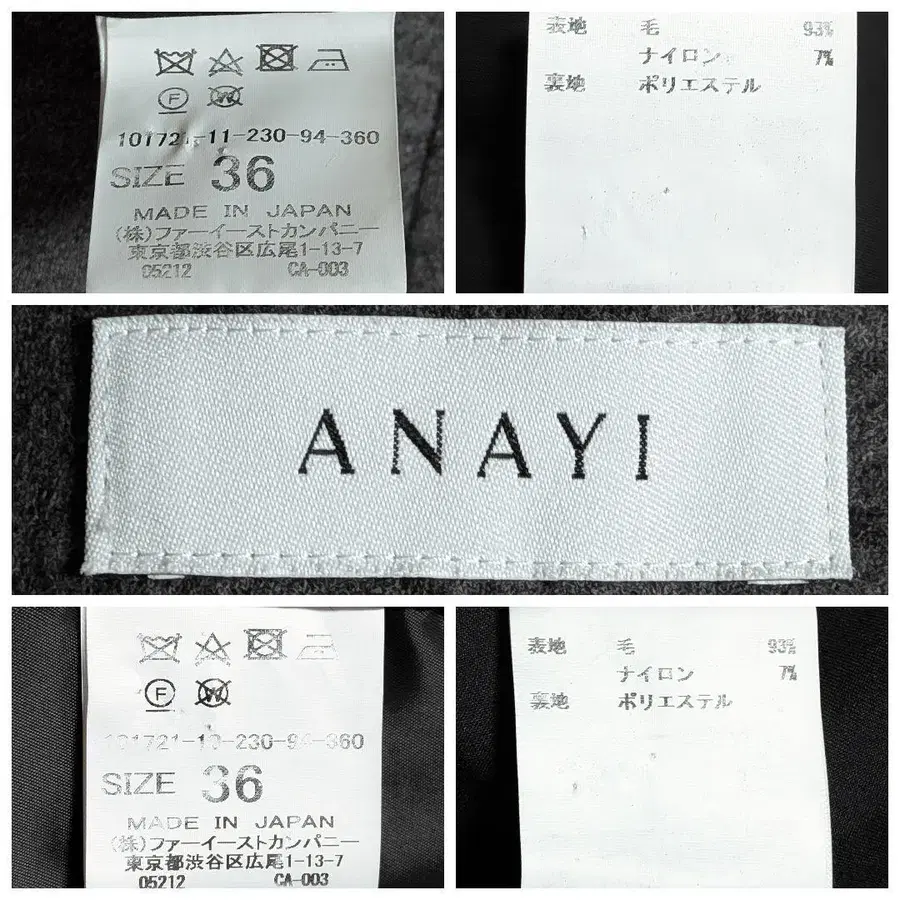 F W
101721-11-230-94-360
SIZE 36
MADE IN JAPAN
(株)ファーイーストカンパニー
東京都渋谷区広尾1-13-7
05212 CA-003
表地 毛 93%
ナイロン 7%
裏地 ポリエステル
ANAYI
F W
101721-13-230-94-360
SIZE 36
MADE IN JAPAN
(株)ファーイーストカンパニー
東京都渋谷区広尾1-13-7
05212 CA-003
表地 毛 93%
ナイロン 7%
裏地 ポリエステル